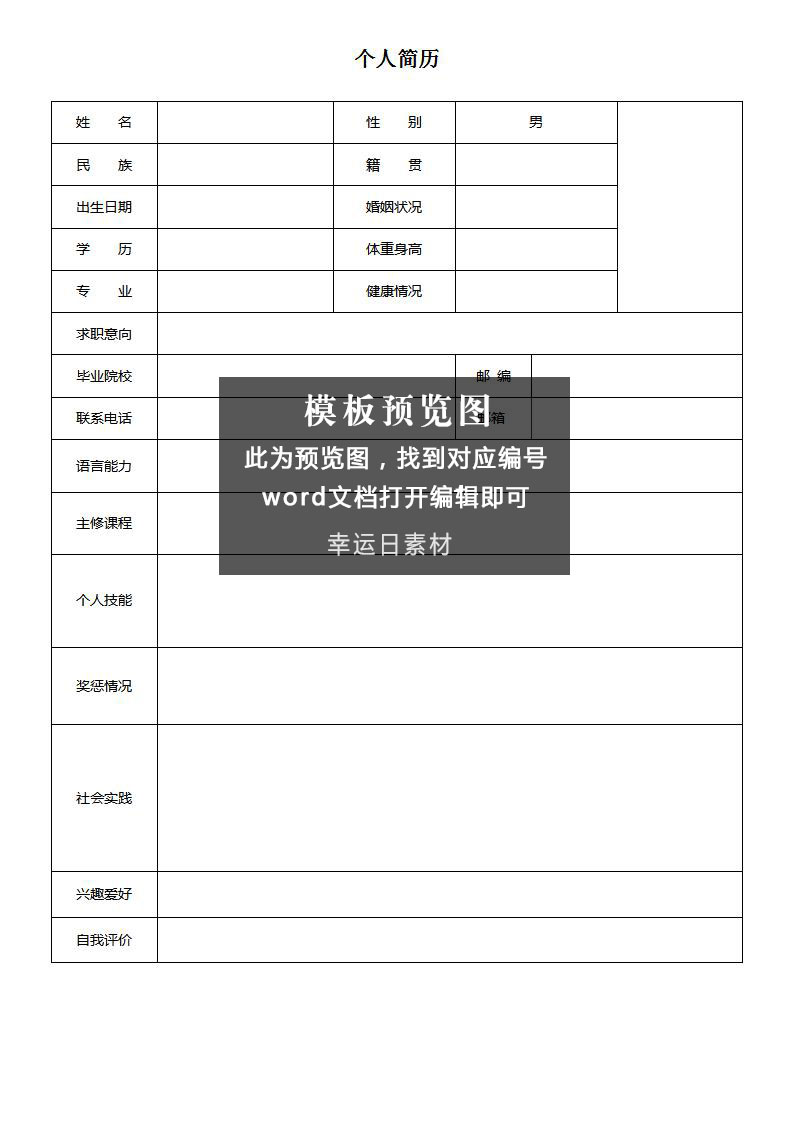 个人简历
姓 名 性 别 男
民 族 籍 贯
出生日期 婚姻状况
学 历 体重身高
专 业 健康情况
求职意向
毕业院校 邮 编
联系电话 箱
模板预览图
此为预览图，找到对应编号
word文档打开编辑即可
幸运日素材
语言能力
主修课程
个人技能
奖惩情况
社会实践
兴趣爱好
自我评价